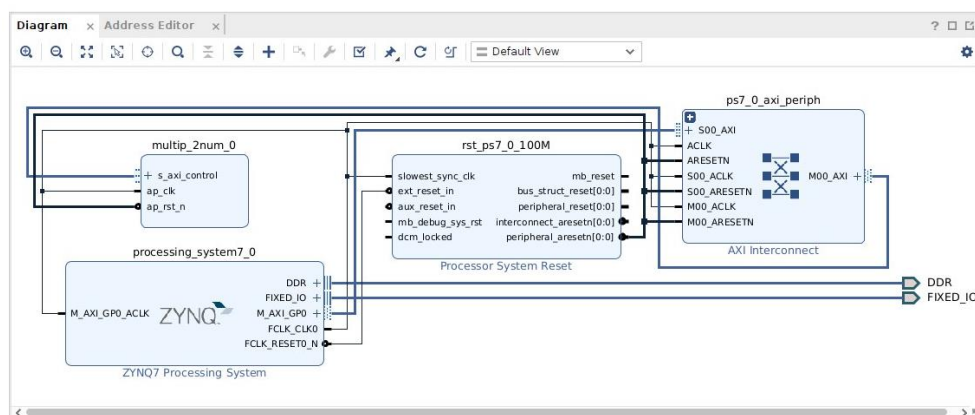 Diagram × Address Editor × ?
Default View
ps7_0_axi_periph
S00_AXI
ACLK
ARESETN
S00_ACLK
S00_ARESETN
M00_ACLK
M00_ARESETN
M00_AXI
AXI Interconnect
multip_2num_0
s_axi_control
ap_clk
ap_rst_n
rst_ps7_0_100M
slowest_sync_clk
ext_reset_in
aux_reset_in
mb_debug_sys_rst
dcm_locked
mb_reset
bus_struct_reset[0:0]
peripheral_reset[0:0]
interconnect_aresetn[0:0]
peripheral_aresetn[0:0]
Processor System Reset
processing_system7_0
M_AXI_GP0_ACLK
ZYNQ
DDR
FIXED_IO
M_AXI_GP0
FCLK_CLK0
FCLK_RESET0_N
ZYNQ7 Processing System
DDR
FIXED_IO